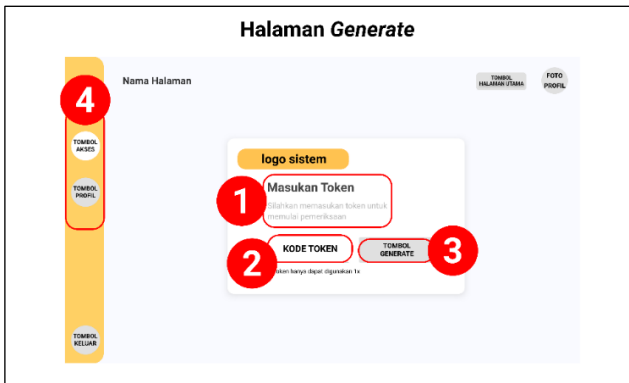 Halaman Generate
4
Nama Halaman
TOMBOL
HALAMAN UTAMA
FOTO
PROFIL
TOMBOL
AKSES
TOMBOL
PROFIL
logo sistem
1
Masukan Token
Silahkan memasukan token untuk
memulai pemeriksaan
2
KODE TOKEN
TOMBOL
GENERATE
3
hanya dapat digunakan 1x
TOMBOL
KELUAR